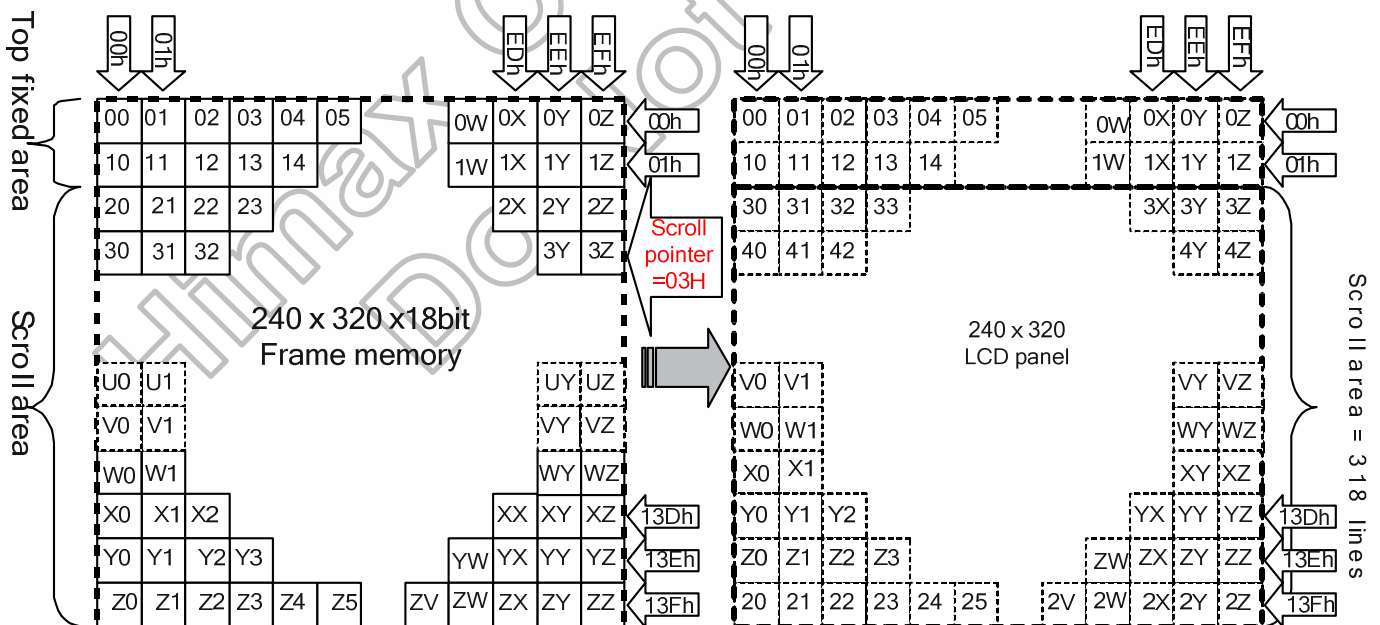 00h 01h EDh EEh EFh 00h 01h EDh EEh EFh
Top fixed area
00 01 02 03 04 05 0W 0X 0Y 0Z 00h 00 01 02 03 04 05 0W 0X 0Y 0Z 00h
10 11 12 13 14 1W 1X 1Y 1Z 01h 10 11 12 13 14 1W 1X 1Y 1Z 01h
20 21 22 23 2X 2Y 2Z 30 31 32 33 3X 3Y 3Z
30 31 32 3Y 3Z 40 41 42 4Y 4Z
Scroll
pointer
=03H
240 x 320 x18bit
Frame memory
240 x 320
LCD panel
Scroll area
Scroll area = 318 lines
U0 U1 UY UZ V0 V1 VY VZ
V0 V1 VY VZ W0 W1 WY WZ
W0 W1 WY WZ X0 X1 XY XZ
X0 X1 X2 XX XY XZ 13Dh Y0 Y1 Y2 YX YY YZ 13Dh
Y0 Y1 Y2 Y3 YW YX YY YZ 13Eh Z0 Z1 Z2 Z3 ZW ZX ZY ZZ 13Eh
Z0 Z1 Z2 Z3 Z4 Z5 ZV ZW ZX ZY ZZ 13Fh 20 21 22 23 24 25 2V 2W 2X 2Y 2Z 13Fh
Himax
Do Not